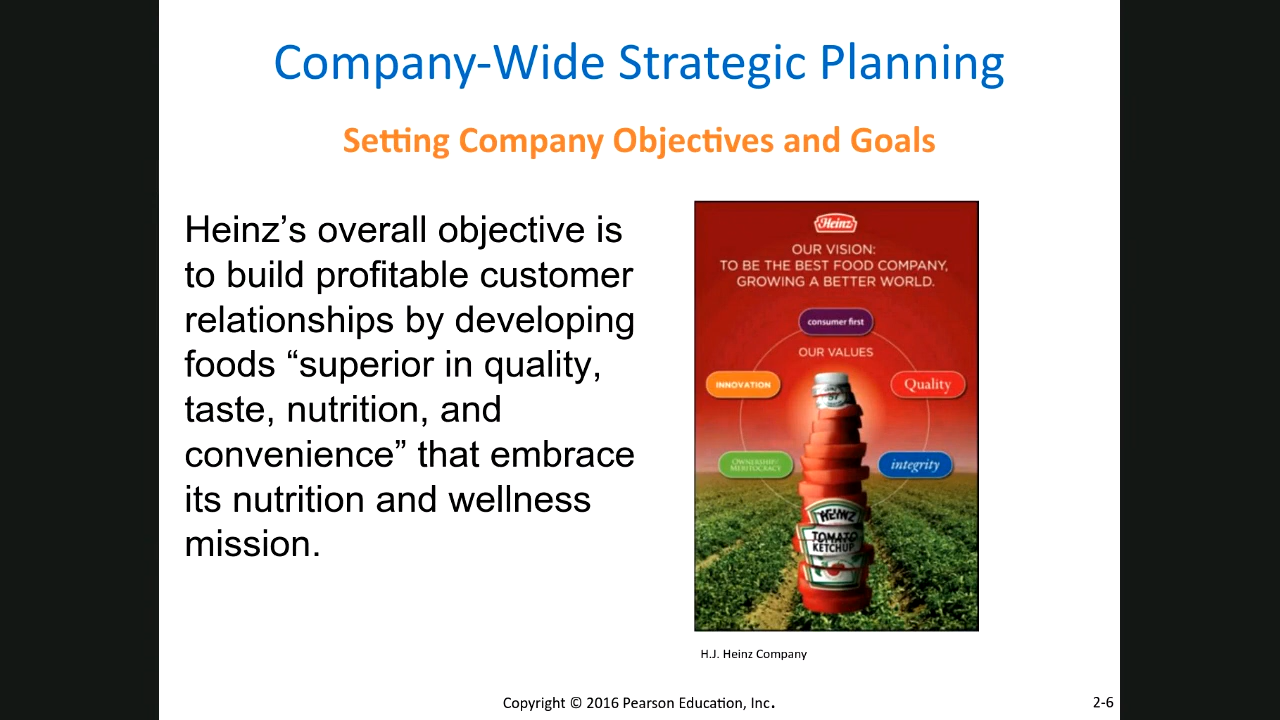 Company-Wide Strategic Planning
Setting Company Objectives and Goals
Heinz’s overall objective is
to build profitable customer
relationships by developing
foods “superior in quality,
taste, nutrition, and
convenience” that embrace
its nutrition and wellness
mission.
Heinz
OUR VISION:
TO BE THE BEST FOOD COMPANY,
GROWING A BETTER WORLD.
consumer first
OUR VALUES
INNOVATION
Quality
OWNERSHIP/
MERITOCRACY
integrity
HEINZ
TOMATO
KETCHUP
H.J. Heinz Company
Copyright © 2016 Pearson Education, Inc.
2-6